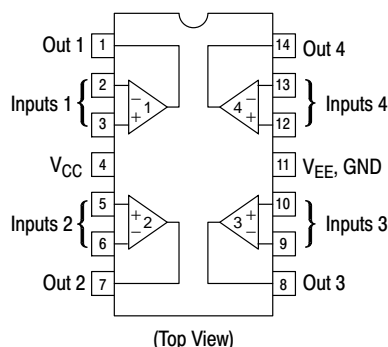 Out 1 1 14 Out 4
Inputs 1 2 − 1 − 4 13 Inputs 4
3 + + 12
VCC 4 11 VEE, GND
Inputs 2 5 + 2 + 3 10 Inputs 3
6 − − 9
Out 2 7 8 Out 3
(Top View)